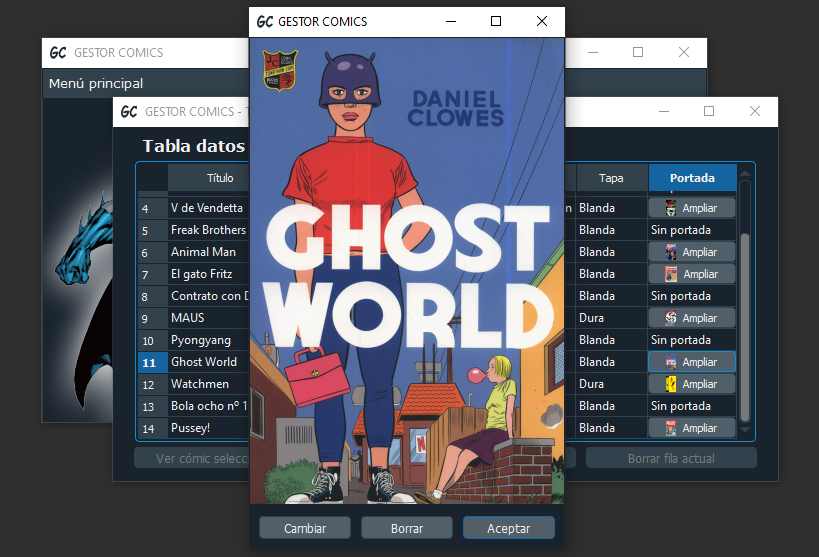 GC GESTOR COMICS
GC GESTOR COMICS
Menú principal
GC GESTOR COMICS - T
Tabla datos
Título
Tapa
Portada
4 V de Vendetta n Blanda Ampliar
5 Freak Brothers Blanda Sin portada
6 Animal Man Blanda Ampliar
7 El gato Fritz Blanda Ampliar
8 Contrato con D Blanda Sin portada
9 MAUS Dura Ampliar
10 Pyongyang Blanda Sin portada
11 Ghost World Blanda Ampliar
12 Watchmen Dura Ampliar
13 Bola ocho nº 1 Blanda Sin portada
14 Pussey! Blanda Ampliar
Ver cómic selecci
Borrar fila actual
DANIEL
CLOWES
GHOST
WORLD
Cambiar
Borrar
Aceptar